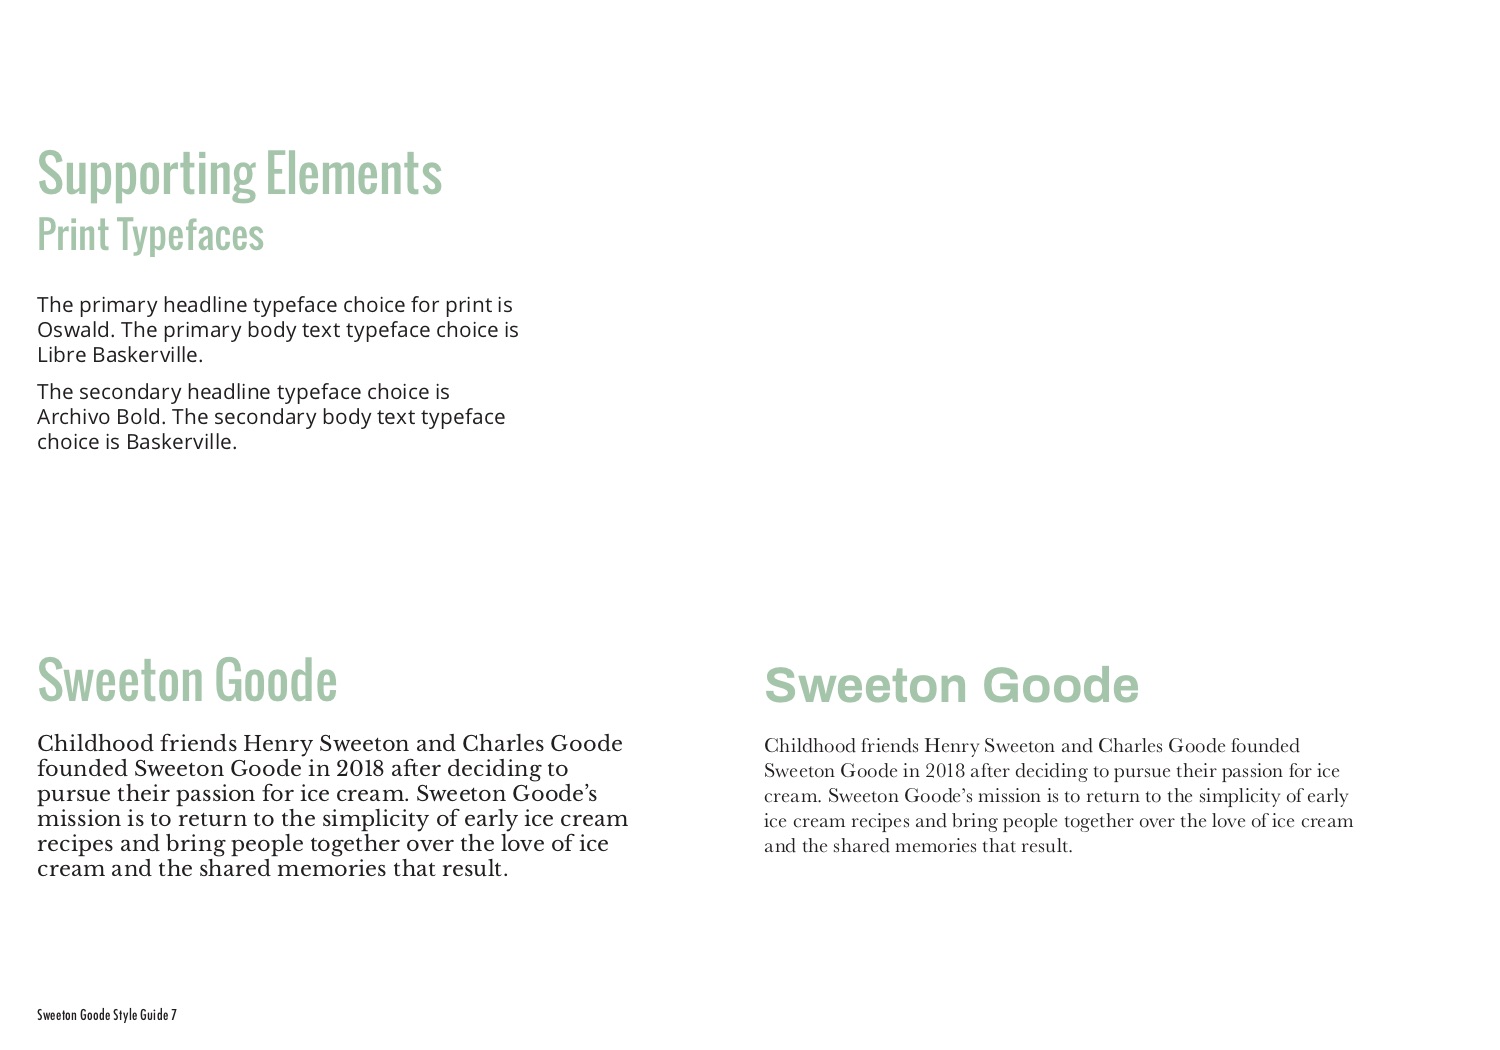 Supporting Elements
Print Typefaces
The primary headline typeface choice for print is
Oswald. The primary body text typeface choice is
Libre Baskerville.
The secondary headline typeface choice is
Archivo Bold. The secondary body text typeface
choice is Baskerville.
Sweeton Goode
Childhood friends Henry Sweeton and Charles Goode
founded Sweeton Goode in 2018 after deciding to
pursue their passion for ice cream. Sweeton Goode’s
mission is to return to the simplicity of early ice cream
recipes and bring people together over the love of ice
cream and the shared memories that result.
Sweeton Goode
Childhood friends Henry Sweeton and Charles Goode founded
Sweeton Goode in 2018 after deciding to pursue their passion for ice
cream. Sweeton Goode’s mission is to return to the simplicity of early
ice cream recipes and bring people together over the love of ice cream
and the shared memories that result.
Sweeton Goode Style Guide 7